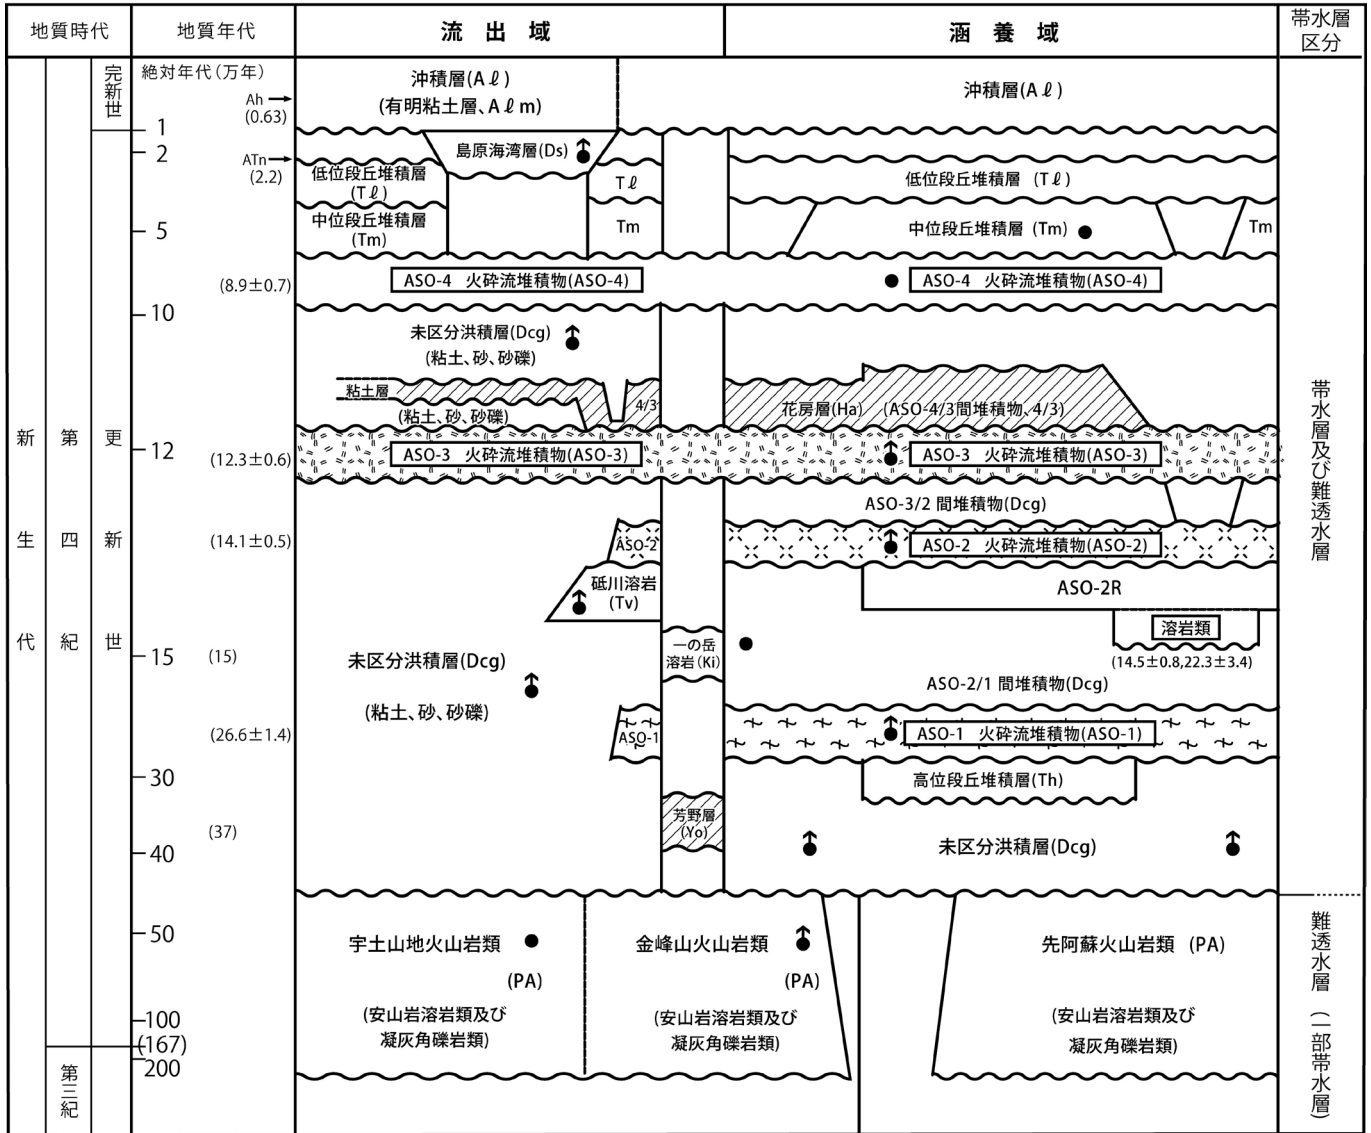 地質時代
地質年代
流出域
涵養域
帯水層
区分
新生代
第四紀
第三紀
完新世
更新世
絶対年代(万年)
Ah
(0.63)
1
2
ATn
(2.2)
5
(8.9±0.7)
10
12
(12.3±0.6)
(14.1±0.5)
15
(15)
(26.6±1.4)
30
(37)
40
50
100
(167)
200
沖積層(Aℓ)
(有明粘土層、Aℓm)
沖積層(Aℓ)
島原海湾層(Ds)
低位段丘堆積層
(Tℓ)
Tℓ
低位段丘堆積層 (Tℓ)
中位段丘堆積層
(Tm)
Tm
中位段丘堆積層 (Tm)
Tm
ASO-4 火砕流堆積物(ASO-4)
ASO-4 火砕流堆積物(ASO-4)
未区分洪積層(Dcg)
(粘土、砂、砂礫)
粘土層
(粘土、砂、砂礫)
4/3
花房層(Ha) (ASO-4/3間堆積物、4/3)
ASO-3 火砕流堆積物(ASO-3)
ASO-3 火砕流堆積物(ASO-3)
ASO-3/2 間堆積物(Dcg)
ASO-2
ASO-2 火砕流堆積物(ASO-2)
砥川溶岩
(Tv)
ASO-2R
溶岩類
(14.5±0.8,22.3±3.4)
一の岳
溶岩(Ki)
未区分洪積層(Dcg)
(粘土、砂、砂礫)
ASO-2/1 間堆積物(Dcg)
ASO-1
ASO-1 火砕流堆積物(ASO-1)
高位段丘堆積層(Th)
芳野層
(Yo)
未区分洪積層(Dcg)
宇土山地火山岩類
(PA)
(安山岩溶岩類及び
凝灰角礫岩類)
金峰山火山岩類
(PA)
(安山岩溶岩類及び
凝灰角礫岩類)
先阿蘇火山岩類 (PA)
(安山岩溶岩類及び
凝灰角礫岩類)
帯水層及び難透水層
難透水層(一部帯水層)